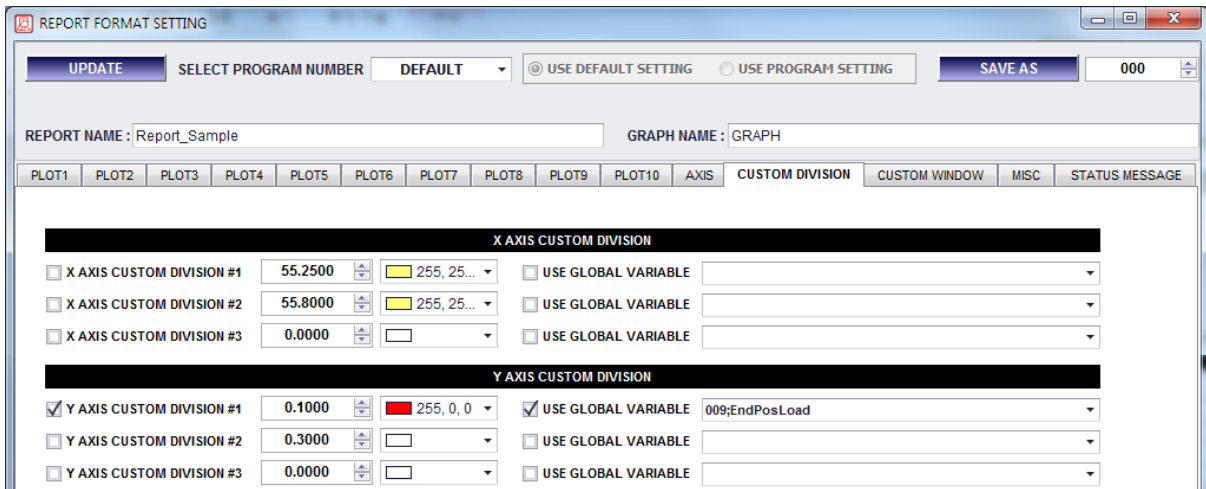 REPORT FORMAT SETTING
UPDATE SELECT PROGRAM NUMBER DEFAULT USE DEFAULT SETTING USE PROGRAM SETTING SAVE AS 000
REPORT NAME : Report_Sample GRAPH NAME : GRAPH
PLOT1 PLOT2 PLOT3 PLOT4 PLOT5 PLOT6 PLOT7 PLOT8 PLOT9 PLOT10 AXIS CUSTOM DIVISION CUSTOM WINDOW MISC STATUS MESSAGE
X AXIS CUSTOM DIVISION
X AXIS CUSTOM DIVISION #1 55.2500 255, 25... USE GLOBAL VARIABLE
X AXIS CUSTOM DIVISION #2 55.8000 255, 25... USE GLOBAL VARIABLE
X AXIS CUSTOM DIVISION #3 0.0000 USE GLOBAL VARIABLE
Y AXIS CUSTOM DIVISION
Y AXIS CUSTOM DIVISION #1 0.1000 255, 0, 0 USE GLOBAL VARIABLE 009;EndPosLoad
Y AXIS CUSTOM DIVISION #2 0.3000 USE GLOBAL VARIABLE
Y AXIS CUSTOM DIVISION #3 0.0000 USE GLOBAL VARIABLE